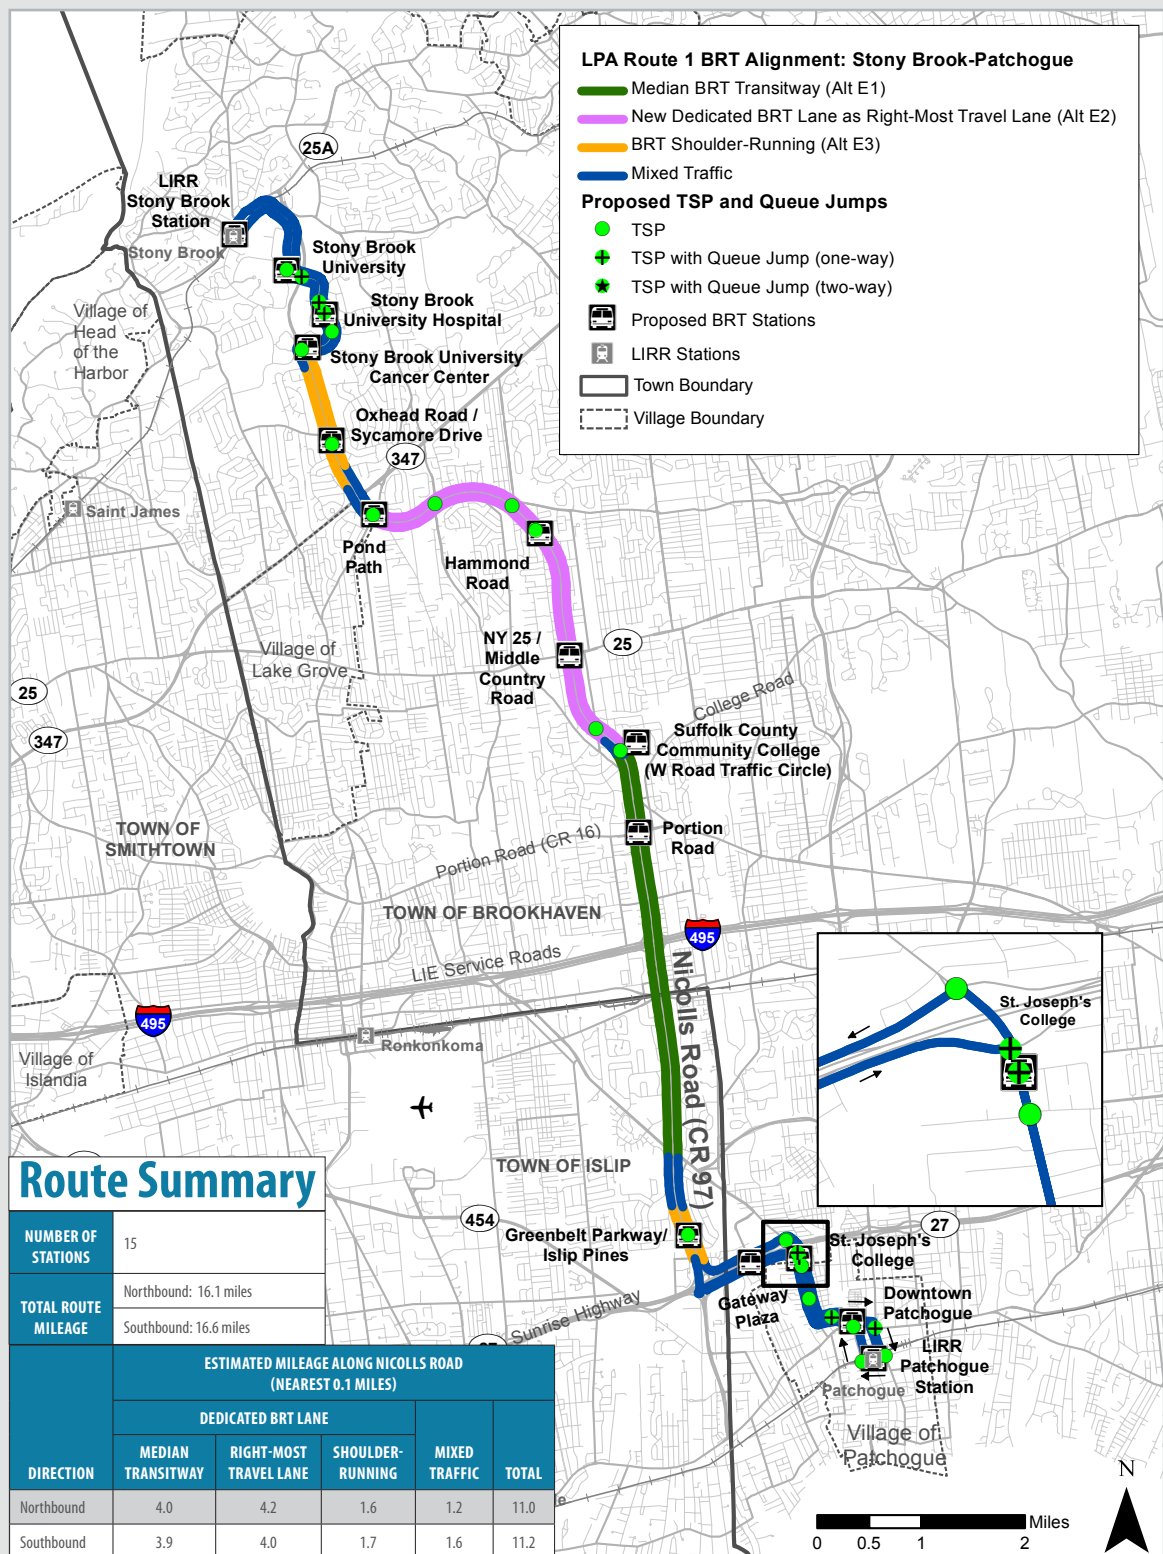 LPA Route 1 BRT Alignment: Stony Brook-Patchogue
Median BRT Transitway (Alt E1)
New Dedicated BRT Lane as Right-Most Travel Lane (Alt E2)
BRT Shoulder-Running (Alt E3)
Mixed Traffic
Proposed TSP and Queue Jumps
TSP
TSP with Queue Jump (one-way)
TSP with Queue Jump (two-way)
Proposed BRT Stations
LIRR Stations
Town Boundary
Village Boundary
25A
LIRR
Stony Brook
Station
Stony Brook
Stony Brook
University
Stony Brook
University Hospital
Village of
Head
of the
Harbor
Stony Brook University
Cancer Center
Oxhead Road /
Sycamore Drive
347
Saint James
Pond
Path
Hammond
Road
NY 25 /
Middle
Country
Road
25
Village of
Lake Grove
25
347
College Road
Suffolk County
Community College
(W Road Traffic Circle)
TOWN OF
SMITHTOWN
Portion Road (CR 16)
Portion
Road
TOWN OF BROOKHAVEN
495
LIE Service Roads
Nicolls Road (CR 97)
495
Ronkonkoma
Village of
Islandia
St. Joseph's
College
TOWN OF ISLIP
454
Greenbelt Parkway/
Islip Pines
27
St. Joseph's
College
Gateway
Plaza
Sunrise Highway
Downtown
Patchogue
LIRR
Patchogue
Station
Patchogue
Village of
Patchogue
N
Miles
0 0.5 1 2
Route Summary
NUMBER OF
STATIONS
15
TOTAL ROUTE
MILEAGE
Northbound: 16.1 miles
Southbound: 16.6 miles
ESTIMATED MILEAGE ALONG NICOLLS ROAD
(NEAREST 0.1 MILES)
DEDICATED BRT LANE
DIRECTION MEDIAN TRANSITWAY RIGHT-MOST TRAVEL LANE SHOULDER-RUNNING MIXED TRAFFIC TOTAL
Northbound 4.0 4.2 1.6 1.2 11.0
Southbound 3.9 4.0 1.7 1.6 11.2